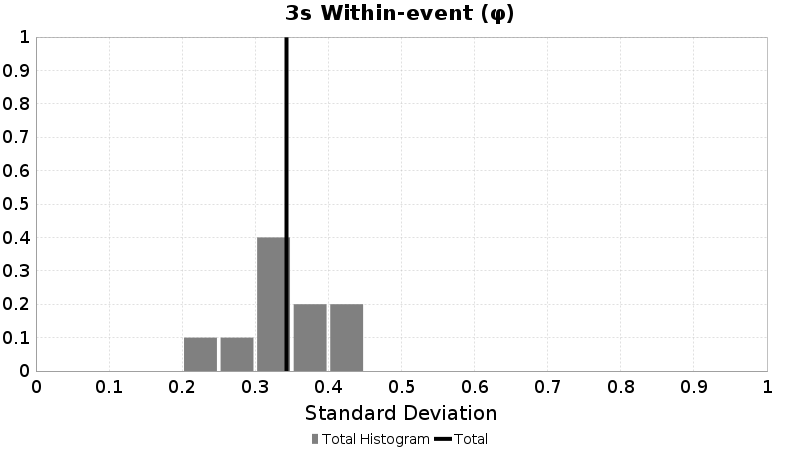 3s Within-event (φ)
1
0.9
0.8
0.7
0.6
0.5
0.4
0.3
0.2
0.1
0
0 0.1 0.2 0.3 0.4 0.5 0.6 0.7 0.8 0.9 1
Standard Deviation
Total Histogram Total